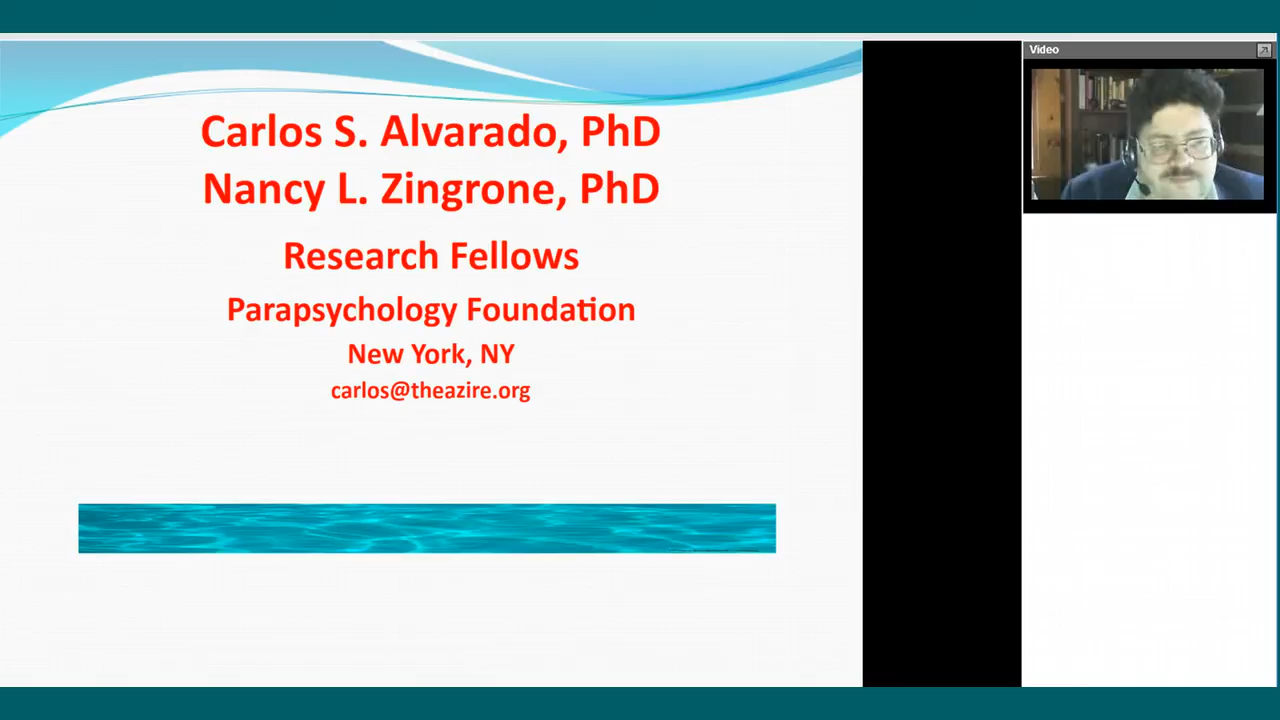 Carlos S. Alvarado, PhD
Nancy L. Zingrone, PhD
Research Fellows
Parapsychology Foundation
New York, NY
carlos@theazire.org
Video